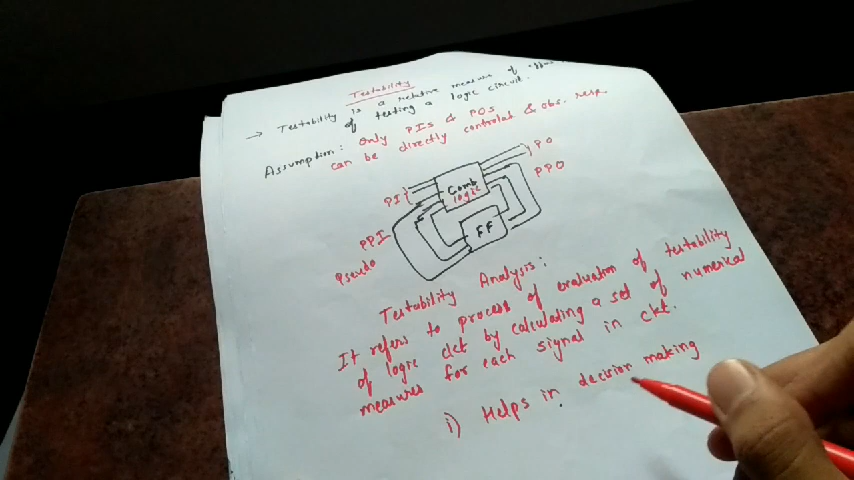 Testability
→ Testability is a relative measure of
of testing a logic circuit.
Assumption: Only PIs & POs
can be directly controlat & obs. resp.
PI
Comb
logic
PO
PPO
PPI
Pseudo
FF
Testability Analysis:
It refers to process of evaluation of testability
of logic ckt by calculating a set of numerical
measures for each signal in ckt.
i) Helps in decision making